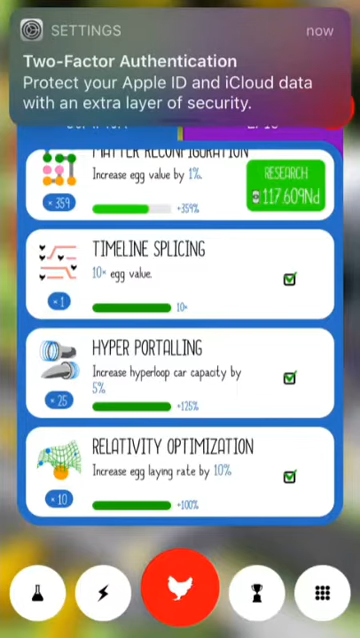 SETTINGS
now
Two-Factor Authentication
Protect your Apple ID and iCloud data
with an extra layer of security.
MATTER RECONFIGURATION
Increase egg value by 1%.
RESEARCH
117.609Nd
× 359
+359%
TIMELINE SPLICING
10× egg value.
× 1
10×
HYPER PORTALLING
Increase hyperloop car capacity by
5%
× 25
+125%
RELATIVITY OPTIMIZATION
Increase egg laying rate by 10%
× 10
+100%